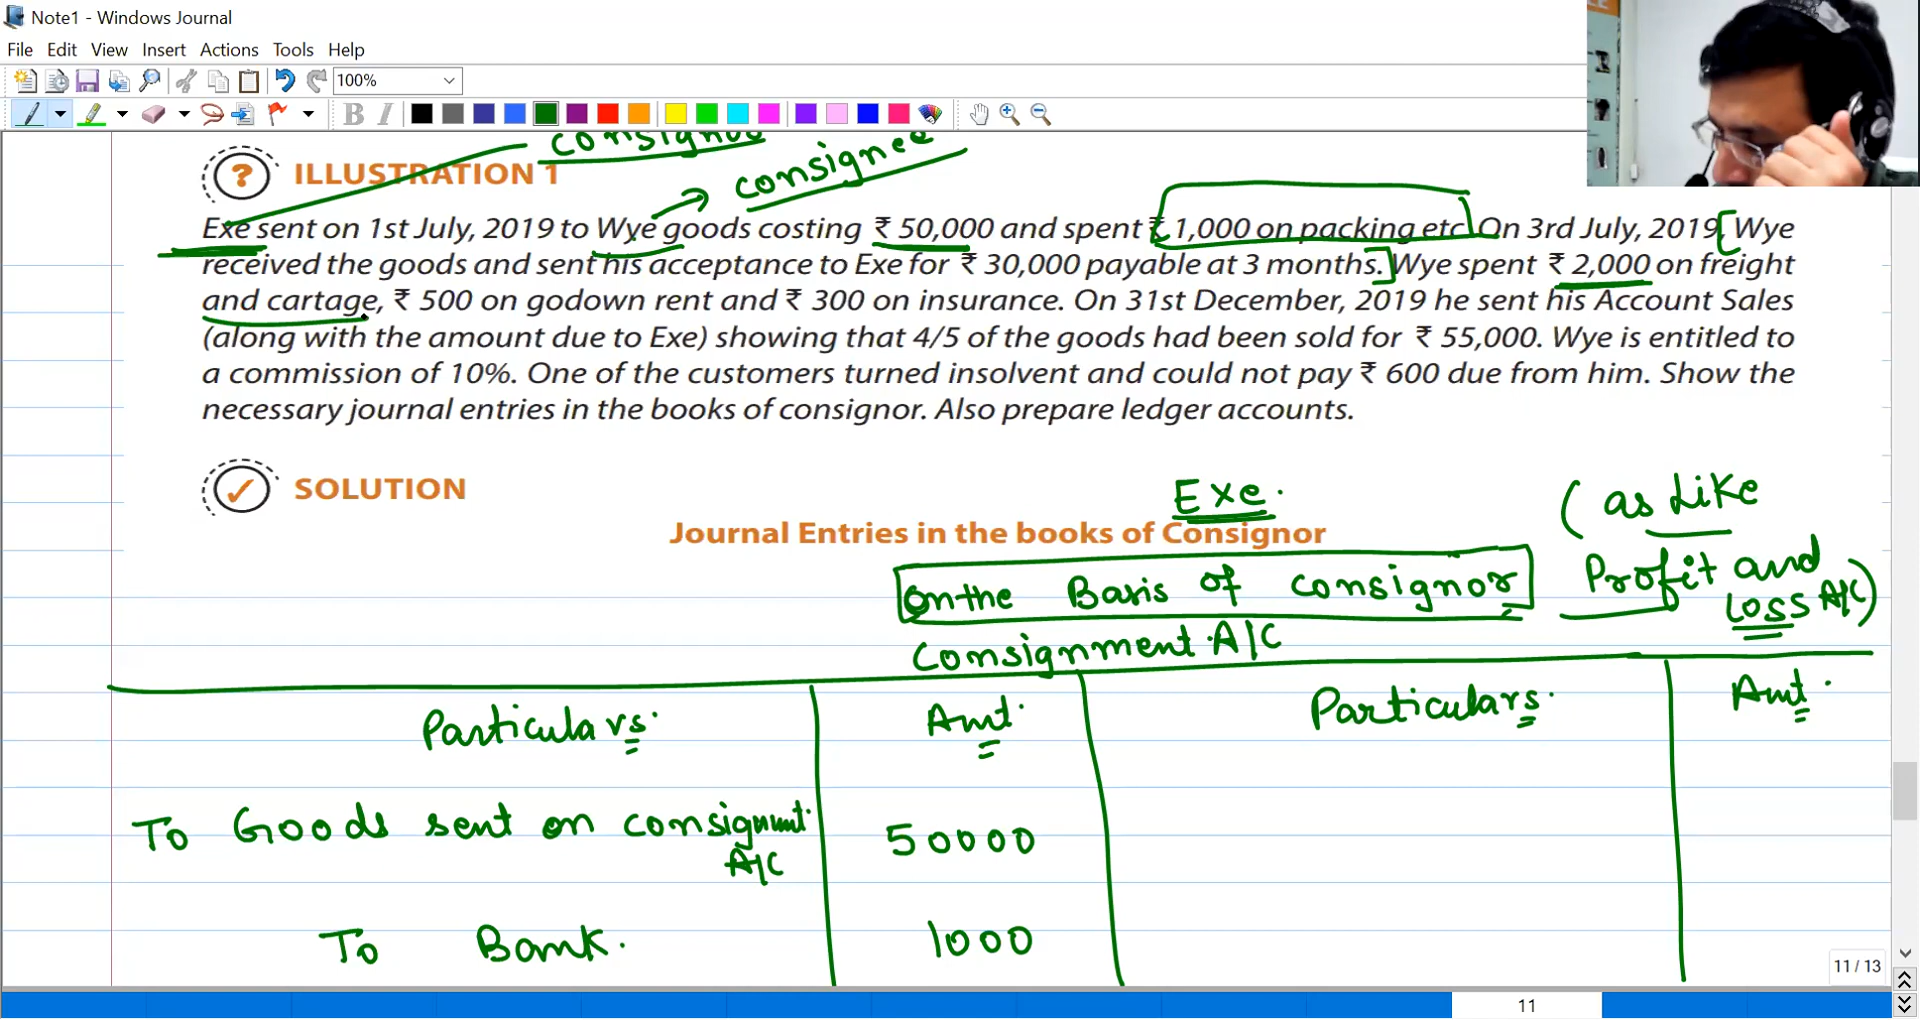 Note1 - Windows Journal
File Edit View Insert Actions Tools Help
100%
B I
consignee
? ILLUSTRATION 1
Exe sent on 1st July, 2019 to Wye goods costing ₹ 50,000 and spent ₹ 1,000 on packing etc. On 3rd July, 2019, Wye
received the goods and sent his acceptance to Exe for ₹ 30,000 payable at 3 months. Wye spent ₹ 2,000 on freight
and cartage, ₹ 500 on godown rent and ₹ 300 on insurance. On 31st December, 2019 he sent his Account Sales
(along with the amount due to Exe) showing that 4/5 of the goods had been sold for ₹ 55,000. Wye is entitled to
a commission of 10%. One of the customers turned insolvent and could not pay ₹ 600 due from him. Show the
necessary journal entries in the books of consignor. Also prepare ledger accounts.
SOLUTION
Exe.
(as Like
Profit and
Loss A/C)
Journal Entries in the books of Consignor
On the Basis of consignor
Consignment A/C
Particulars Amt. Particulars Amt.
To Goods sent on consignment A/C 50000
To Bank. 1000
11 / 13
11